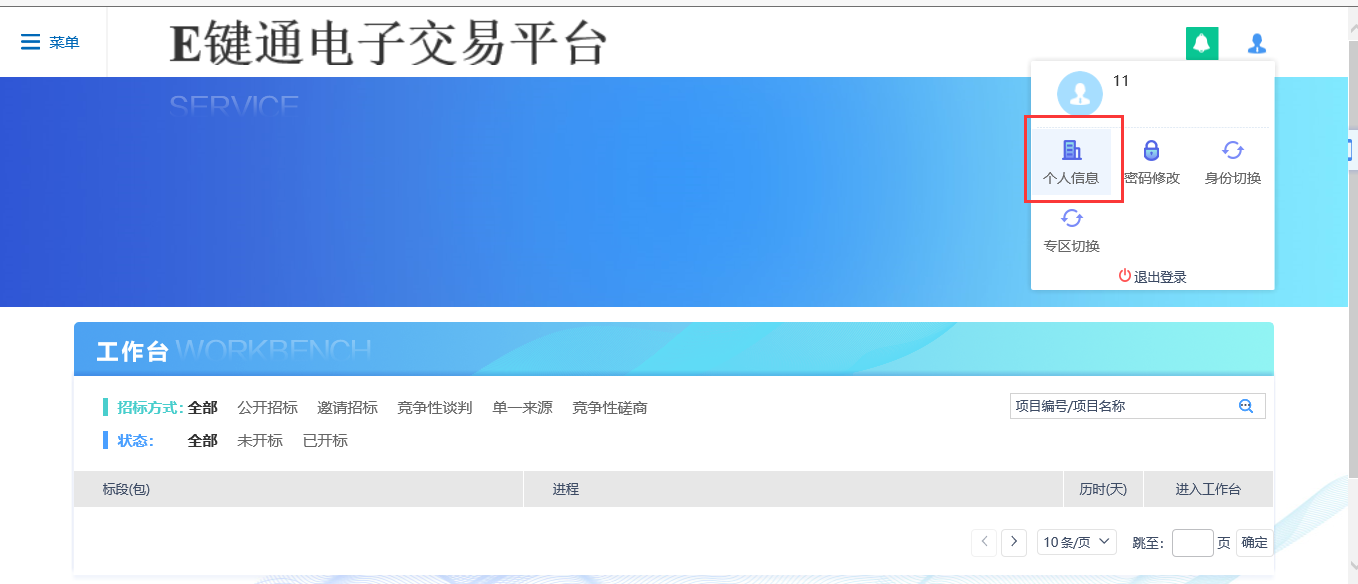 菜单
E键通电子交易平台
SERVICE
11
个人信息
密码修改
身份切换
专区切换
退出登录
工作台 WORKBENCH
招标方式: 全部 公开招标 邀请招标 竞争性谈判 单一来源 竞争性磋商
项目编号/项目名称
状态: 全部 未开标 已开标
标段(包) 进程 历时(天) 进入工作台
10 条/页 跳至: 页 确定